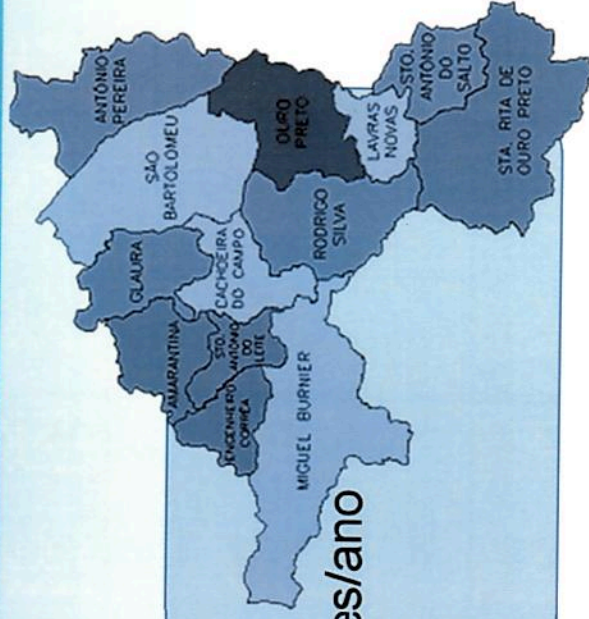 ANTÔNIO
PEREIRA
SÃO
BARTOLOMEU
OURO
PRETO
GLAURA
CACHOEIRA
DO CAMPO
AMARANTINA
STO.
ANTÔNIO
DO
LEITE
ENGENHEIRO
CORRÊA
MIGUEL BURNIER
RODRIGO
SILVA
LAVRAS
NOVAS
STO.
ANTÔNIO
DO
SALTO
STA. RITA DE
OURO PRETO
es/ano